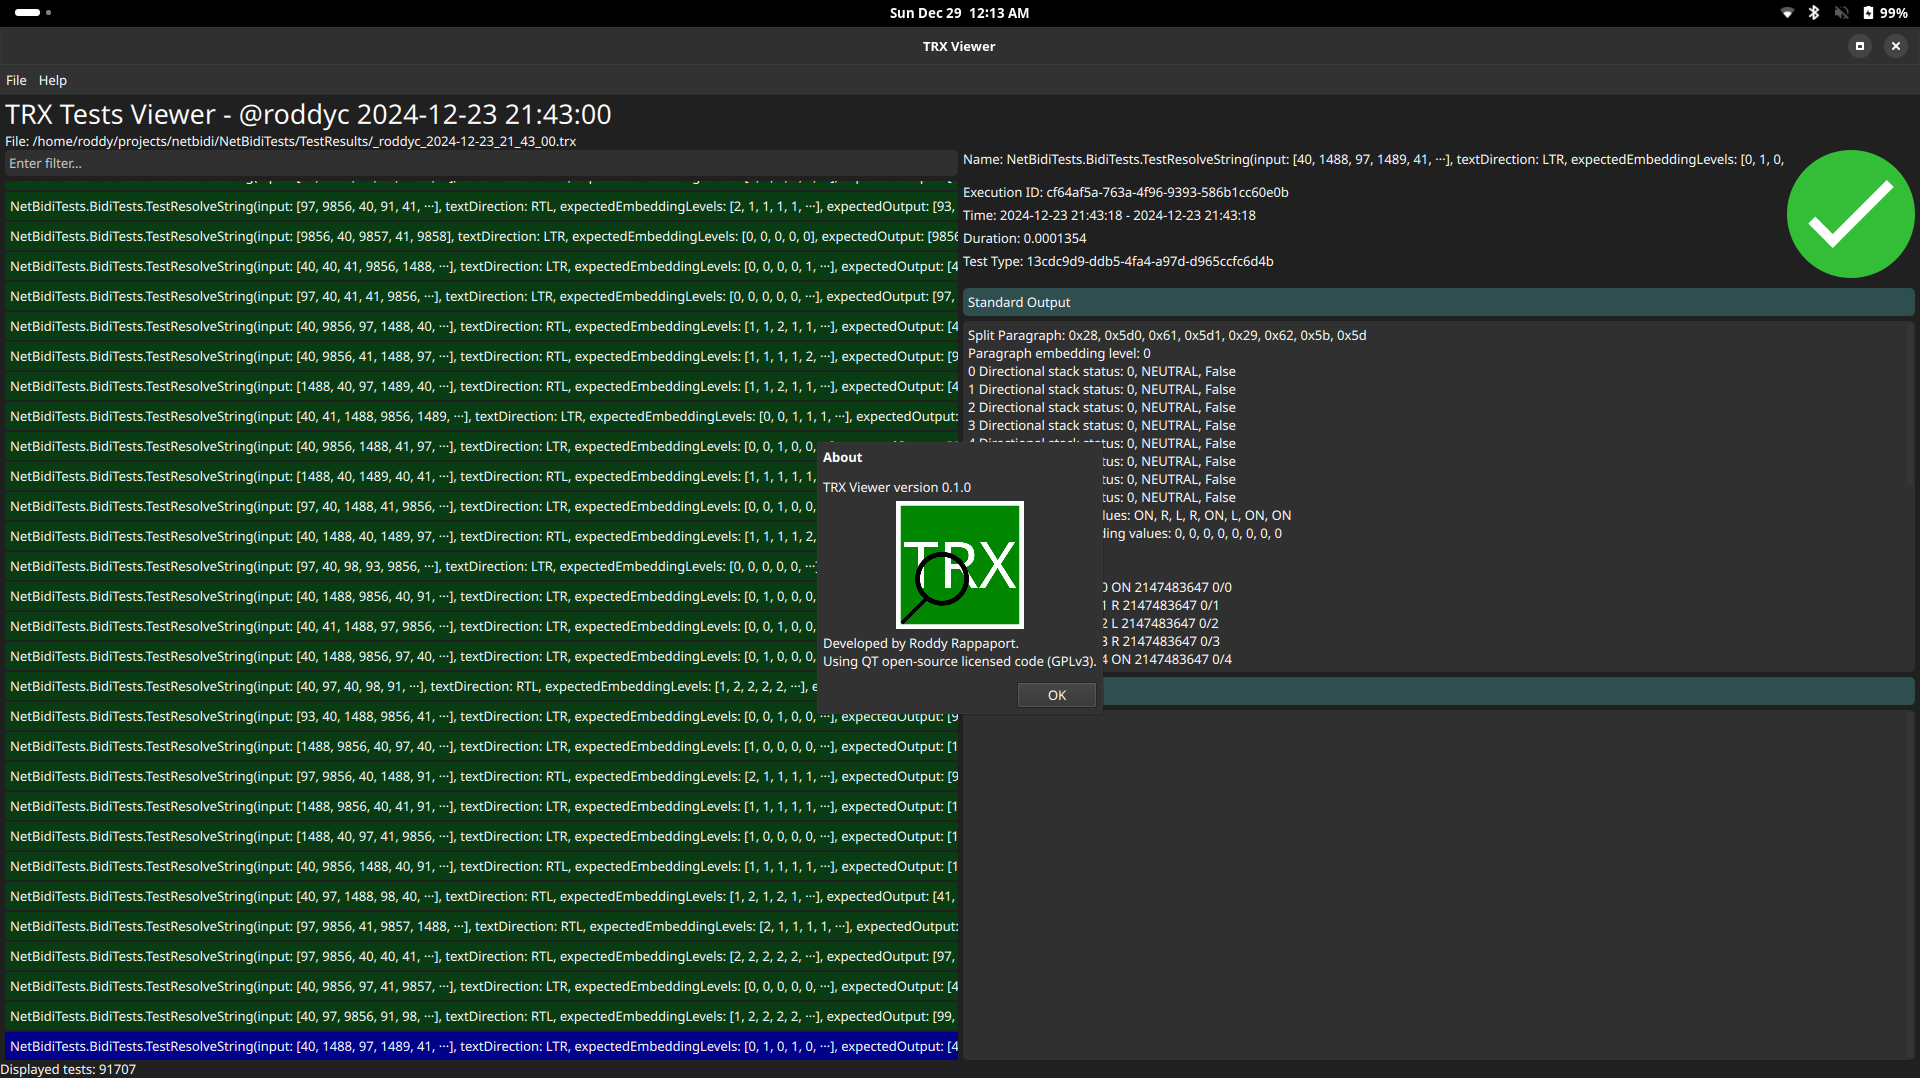 Sun Dec 29 12:13 AM
99%
TRX Viewer
File Help
TRX Tests Viewer - @roddyc 2024-12-23 21:43:00
File: /home/roddy/projects/netbidi/NetBidiTests/TestResults/_roddyc_2024-12-23_21_43_00.trx
Enter filter...
NetBidiTests.BidiTests.TestResolveString(input: [97, 9856, 40, 91, 41, ···], textDirection: RTL, expectedEmbeddingLevels: [2, 1, 1, 1, 1, ···], expectedOutput: [93,
NetBidiTests.BidiTests.TestResolveString(input: [9856, 40, 9857, 41, 9858], textDirection: LTR, expectedEmbeddingLevels: [0, 0, 0, 0, 0], expectedOutput: [9856
NetBidiTests.BidiTests.TestResolveString(input: [40, 40, 41, 9856, 1488, ···], textDirection: LTR, expectedEmbeddingLevels: [0, 0, 0, 0, 1, ···], expectedOutput: [4
NetBidiTests.BidiTests.TestResolveString(input: [97, 40, 41, 41, 9856, ···], textDirection: LTR, expectedEmbeddingLevels: [0, 0, 0, 0, 0, ···], expectedOutput: [97,
NetBidiTests.BidiTests.TestResolveString(input: [40, 9856, 97, 1488, 40, ···], textDirection: RTL, expectedEmbeddingLevels: [1, 1, 2, 1, 1, ···], expectedOutput: [4
NetBidiTests.BidiTests.TestResolveString(input: [40, 9856, 41, 1488, 97, ···], textDirection: RTL, expectedEmbeddingLevels: [1, 1, 1, 1, 2, ···], expectedOutput: [9
NetBidiTests.BidiTests.TestResolveString(input: [1488, 40, 97, 1489, 40, ···], textDirection: RTL, expectedEmbeddingLevels: [1, 1, 2, 1, 1, ···], expectedOutput: [4
NetBidiTests.BidiTests.TestResolveString(input: [40, 41, 1488, 9856, 1489, ···], textDirection: LTR, expectedEmbeddingLevels: [0, 0, 1, 1, 1, ···], expectedOutput:
NetBidiTests.BidiTests.TestResolveString(input: [40, 9856, 1488, 41, 97, ···], textDirection: LTR, expectedEmbeddingLevels: [0, 0, 1, 0, 0,
NetBidiTests.BidiTests.TestResolveString(input: [1488, 40, 1489, 40, 41, ···], textDirection: RTL, expectedEmbeddingLevels: [1, 1, 1, 1, 1,
NetBidiTests.BidiTests.TestResolveString(input: [97, 40, 1488, 41, 9856, ···], textDirection: LTR, expectedEmbeddingLevels: [0, 0, 1, 0, 0,
NetBidiTests.BidiTests.TestResolveString(input: [40, 1488, 40, 1489, 97, ···], textDirection: RTL, expectedEmbeddingLevels: [1, 1, 1, 1, 2,
NetBidiTests.BidiTests.TestResolveString(input: [97, 40, 98, 93, 9856, ···], textDirection: LTR, expectedEmbeddingLevels: [0, 0, 0, 0, 0, ···]
NetBidiTests.BidiTests.TestResolveString(input: [40, 1488, 9856, 40, 91, ···], textDirection: LTR, expectedEmbeddingLevels: [0, 1, 0, 0, 0,
NetBidiTests.BidiTests.TestResolveString(input: [40, 41, 1488, 97, 9856, ···], textDirection: LTR, expectedEmbeddingLevels: [0, 0, 1, 0, 0,
NetBidiTests.BidiTests.TestResolveString(input: [40, 1488, 9856, 97, 40, ···], textDirection: LTR, expectedEmbeddingLevels: [0, 1, 0, 0, 0,
NetBidiTests.BidiTests.TestResolveString(input: [40, 97, 40, 98, 91, ···], textDirection: RTL, expectedEmbeddingLevels: [1, 2, 2, 2, 2, ···], e
NetBidiTests.BidiTests.TestResolveString(input: [93, 40, 1488, 9856, 41, ···], textDirection: LTR, expectedEmbeddingLevels: [0, 0, 1, 0, 0, ···], expectedOutput: [9
NetBidiTests.BidiTests.TestResolveString(input: [1488, 9856, 40, 97, 40, ···], textDirection: LTR, expectedEmbeddingLevels: [1, 0, 0, 0, 0, ···], expectedOutput: [1
NetBidiTests.BidiTests.TestResolveString(input: [97, 9856, 40, 1488, 91, ···], textDirection: RTL, expectedEmbeddingLevels: [2, 1, 1, 1, 1, ···], expectedOutput: [9
NetBidiTests.BidiTests.TestResolveString(input: [1488, 9856, 40, 41, 91, ···], textDirection: LTR, expectedEmbeddingLevels: [1, 1, 1, 1, 1, ···], expectedOutput: [1
NetBidiTests.BidiTests.TestResolveString(input: [1488, 40, 97, 41, 9856, ···], textDirection: LTR, expectedEmbeddingLevels: [1, 0, 0, 0, 0, ···], expectedOutput: [1
NetBidiTests.BidiTests.TestResolveString(input: [40, 9856, 1488, 40, 91, ···], textDirection: RTL, expectedEmbeddingLevels: [1, 1, 1, 1, 1, ···], expectedOutput: [1
NetBidiTests.BidiTests.TestResolveString(input: [40, 97, 1488, 98, 40, ···], textDirection: RTL, expectedEmbeddingLevels: [1, 2, 1, 2, 1, ···], expectedOutput: [41,
NetBidiTests.BidiTests.TestResolveString(input: [97, 9856, 41, 9857, 1488, ···], textDirection: RTL, expectedEmbeddingLevels: [2, 1, 1, 1, 1, ···], expectedOutput:
NetBidiTests.BidiTests.TestResolveString(input: [97, 9856, 40, 40, 41, ···], textDirection: RTL, expectedEmbeddingLevels: [2, 2, 2, 2, 2, ···], expectedOutput: [97,
NetBidiTests.BidiTests.TestResolveString(input: [40, 9856, 97, 41, 9857, ···], textDirection: LTR, expectedEmbeddingLevels: [0, 0, 0, 0, 0, ···], expectedOutput: [4
NetBidiTests.BidiTests.TestResolveString(input: [40, 97, 9856, 91, 98, ···], textDirection: RTL, expectedEmbeddingLevels: [1, 2, 2, 2, 2, ···], expectedOutput: [99,
NetBidiTests.BidiTests.TestResolveString(input: [40, 1488, 97, 1489, 41, ···], textDirection: LTR, expectedEmbeddingLevels: [0, 1, 0, 1, 0, ···], expectedOutput: [4
Displayed tests: 91707
Name: NetBidiTests.BidiTests.TestResolveString(input: [40, 1488, 97, 1489, 41, ···], textDirection: LTR, expectedEmbeddingLevels: [0, 1, 0,
Execution ID: cf64af5a-763a-4f96-9393-586b1cc60e0b
Time: 2024-12-23 21:43:18 - 2024-12-23 21:43:18
Duration: 0.0001354
Test Type: 13cdc9d9-ddb5-4fa4-a97d-d965ccfc6d4b
Standard Output
Split Paragraph: 0x28, 0x5d0, 0x61, 0x5d1, 0x29, 0x62, 0x5b, 0x5d
Paragraph embedding level: 0
0 Directional stack status: 0, NEUTRAL, False
1 Directional stack status: 0, NEUTRAL, False
2 Directional stack status: 0, NEUTRAL, False
3 Directional stack status: 0, NEUTRAL, False
4 Directional stack status: 0, NEUTRAL, False
tus: 0, NEUTRAL, False
tus: 0, NEUTRAL, False
tus: 0, NEUTRAL, False
lues: ON, R, L, R, ON, L, ON, ON
ling values: 0, 0, 0, 0, 0, 0, 0, 0
0 ON 2147483647 0/0
1 R 2147483647 0/1
2 L 2147483647 0/2
3 R 2147483647 0/3
4 ON 2147483647 0/4
About
TRX Viewer version 0.1.0
TRX
Developed by Roddy Rappaport.
Using QT open-source licensed code (GPLv3).
OK